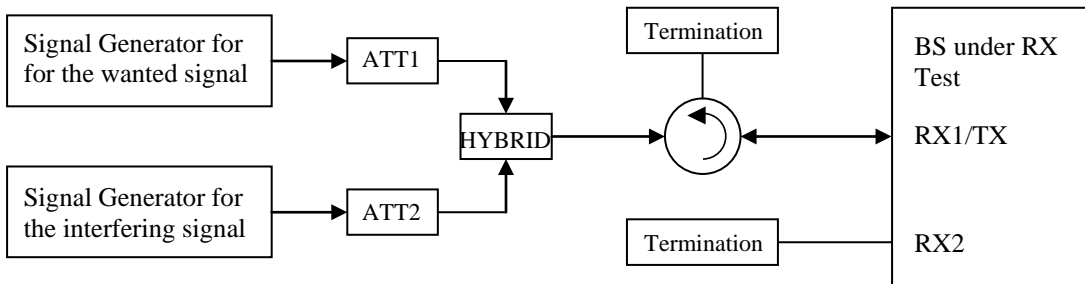 Signal Generator for
for the wanted signal
ATT1
Termination
BS under RX
Test
HYBRID
RX1/TX
Signal Generator for
the interfering signal
ATT2
Termination
RX2